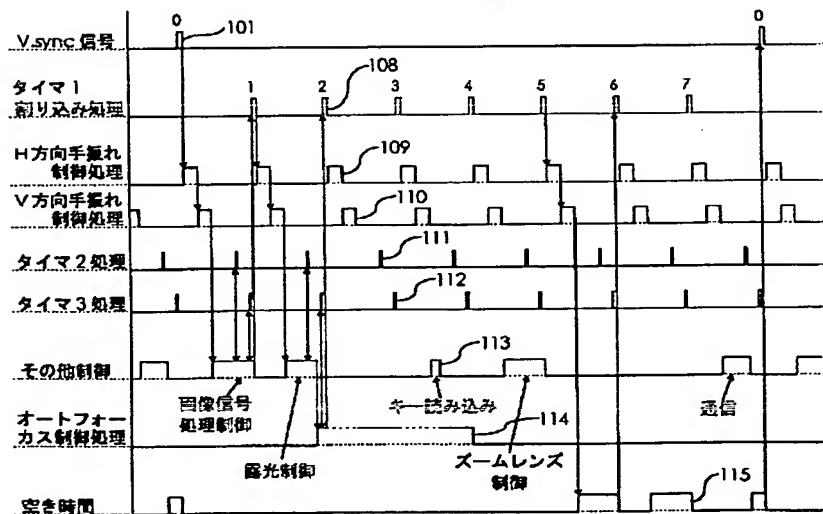 0
101
0
V.sync 信号
タイマ1
割り込み処理
1
2
108
3
4
5
6
7
H方向手振れ
制御処理
109
V方向手振れ
制御処理
110
タイマ2処理
111
タイマ3処理
112
その他制御
113
画像信号
処理制御
キー読み込み
通信
オートフォー
カス制御処理
114
露光制御
ズームレンズ
制御
空き時間
115